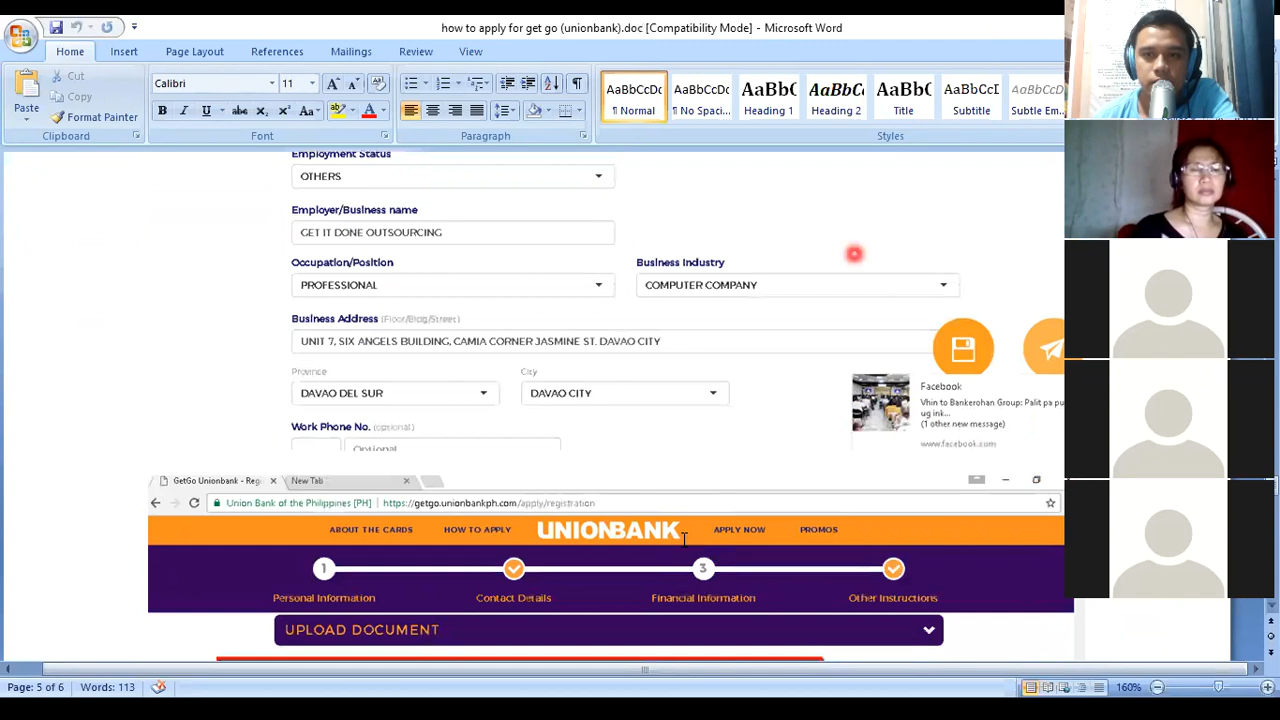 how to apply for get go (unionbank).doc [Compatibility Mode] - Microsoft Word
Home Insert Page Layout References Mailings Review View
Paste
Cut
Copy
Format Painter
Clipboard
Calibri 11
Font
Paragraph
AaBbCcDc AaBbCcDc AaBbC AaBbCc AaBbC AaBbCcI AaBbCcDc
¶ Normal ¶ No Spaci... Heading 1 Heading 2 Title Subtitle Subtle Em...
Styles
Employment Status
OTHERS
Employer/Business name
GET IT DONE OUTSOURCING
Occupation/Position Business Industry
PROFESSIONAL COMPUTER COMPANY
Business Address (Floor/Blag/Street)
UNIT 7, SIX ANGELS BUILDING, CAMIA CORNER JASMINE ST. DAVAO CITY
Province City
DAVAO DEL SUR DAVAO CITY
Work Phone No. (optional)
Optional
Facebook
Vhin to Bankerohan Group: Palit pa pu
ug ink...
(1 other new message)
www.facebook.com
GetGo Unionbank - Reg New Tab
Union Bank of the Philippines [PH] https://getgo.unionbankph.com/apply/registration
ABOUT THE CARDS HOW TO APPLY UNIONBANK APPLY NOW PROMOS
1 3
Personal Information Contact Details Financial Information Other Instructions
UPLOAD DOCUMENT
Page: 5 of 6 Words: 113 160%